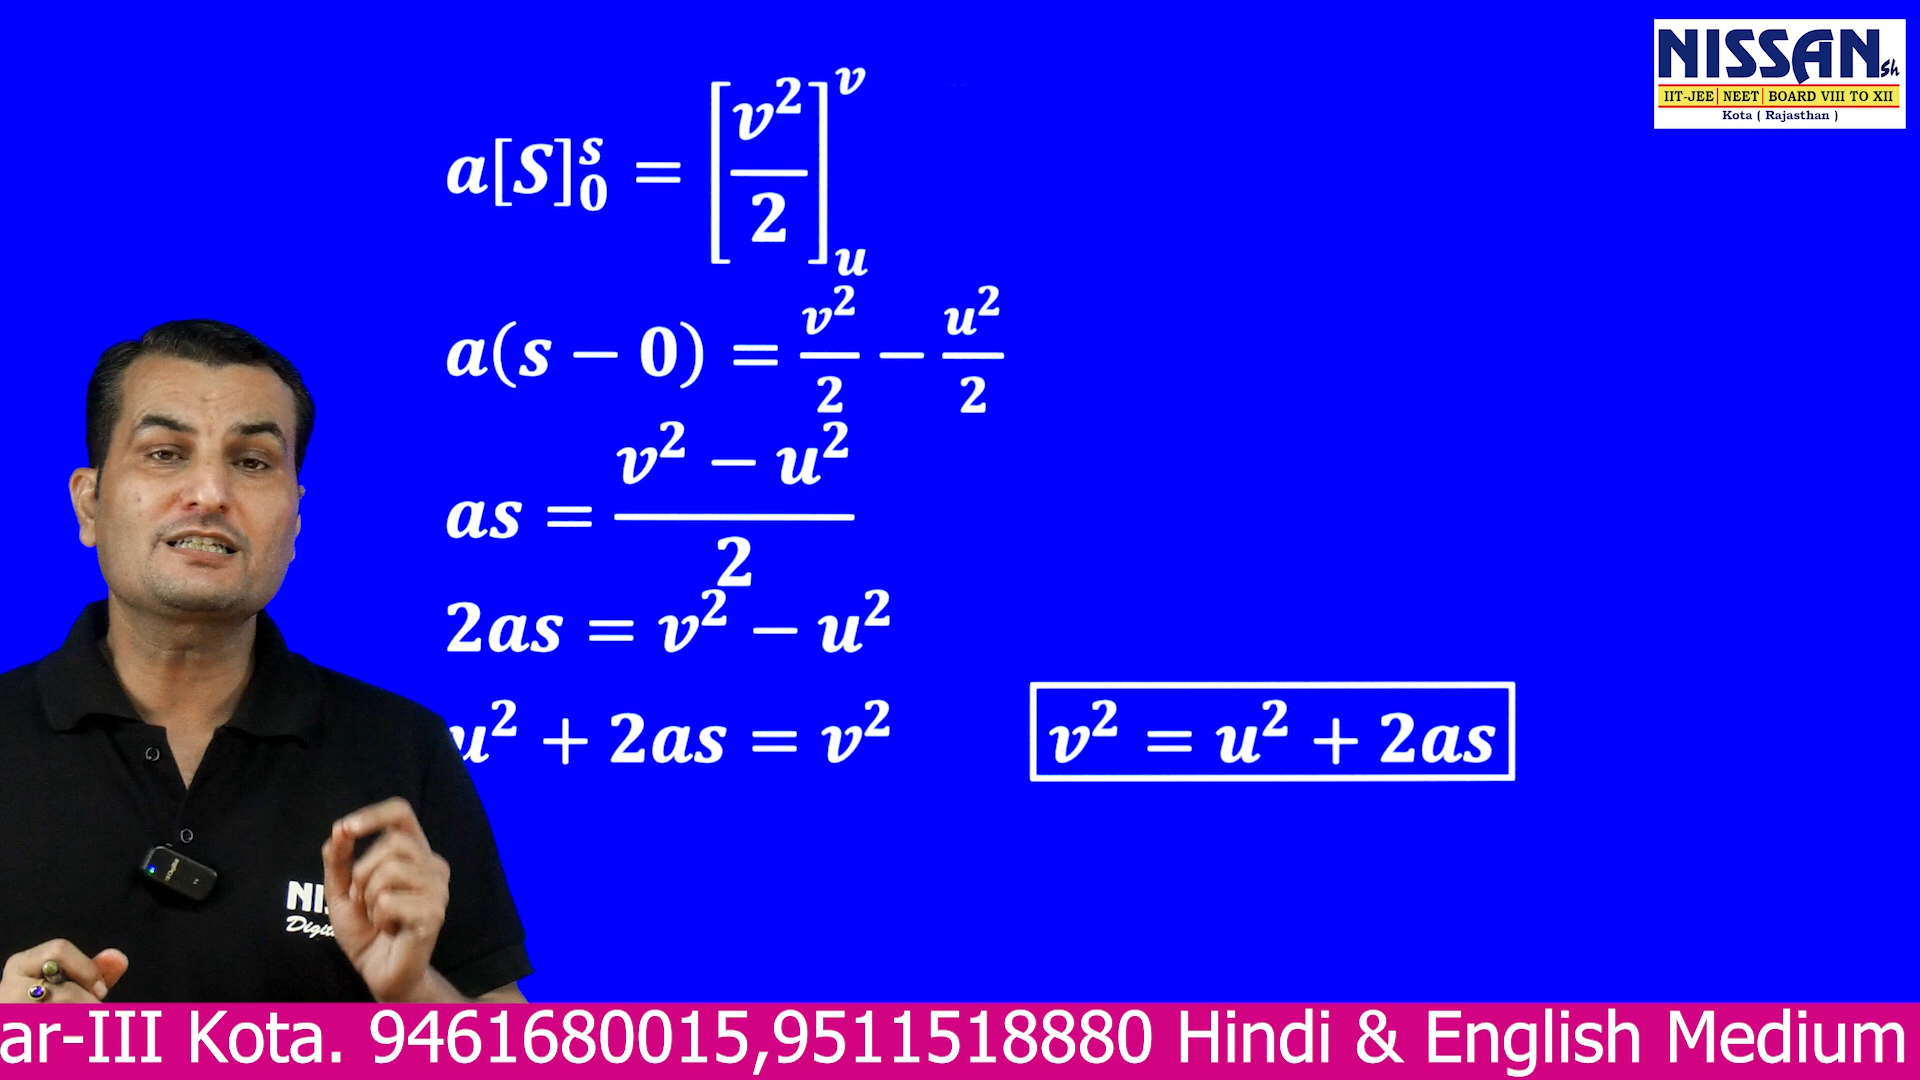 NISSAN sh
IIT-JEE | NEET | BOARD VIII TO XII
Kota ( Rajasthan )
a[S]₀ˢ = [v²/2]ᵤᵛ
a(s − 0) = v²/2 − u²/2
as = (v² − u²)/2
2as = v² − u²
u² + 2as = v²
v² = u² + 2as
ar-III Kota. 9461680015,9511518880 Hindi & English Medium